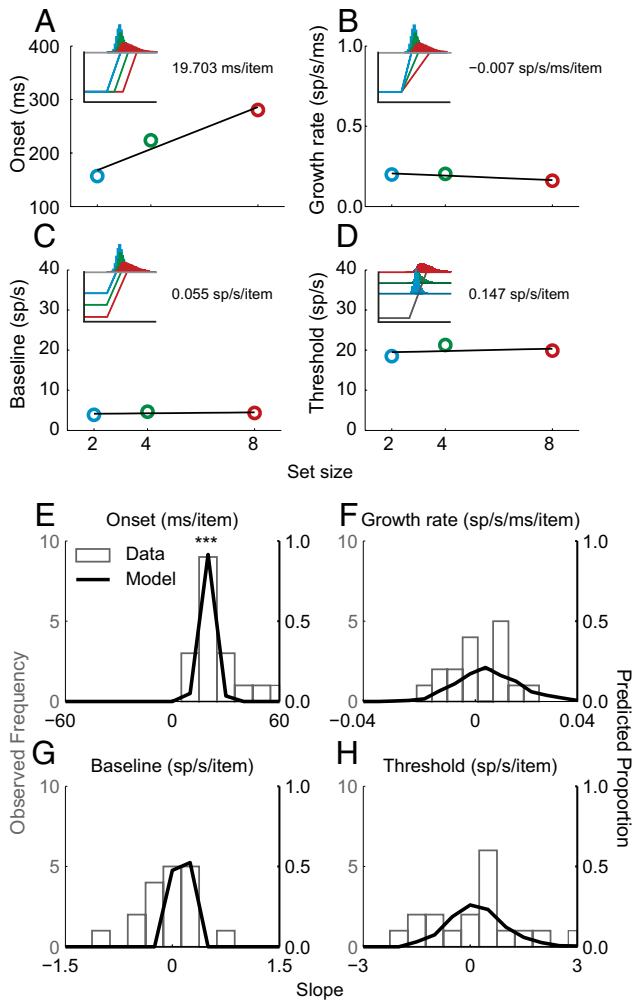 A
B
400
300
200
100
Onset (ms)
19.703 ms/item
1.0
0.5
0.0
Growth rate (sp/s/ms)
−0.007 sp/s/ms/item
C
D
40
30
20
10
0
Baseline (sp/s)
0.055 sp/s/item
2
4
8
40
30
20
10
0
Threshold (sp/s)
0.147 sp/s/item
2
4
8
Set size
E
Onset (ms/item)
***
Data
Model
10
5
0
1.0
0.5
0.0
−60
0
60
F
Growth rate (sp/s/ms/item)
10
5
0
1.0
0.5
0.0
−0.04
0
0.04
Observed Frequency
Predicted Proportion
G
Baseline (sp/s/item)
10
5
0
1.0
0.5
0.0
−1.5
0
1.5
H
Threshold (sp/s/item)
10
5
0
1.0
0.5
0.0
−3
0
3
Slope